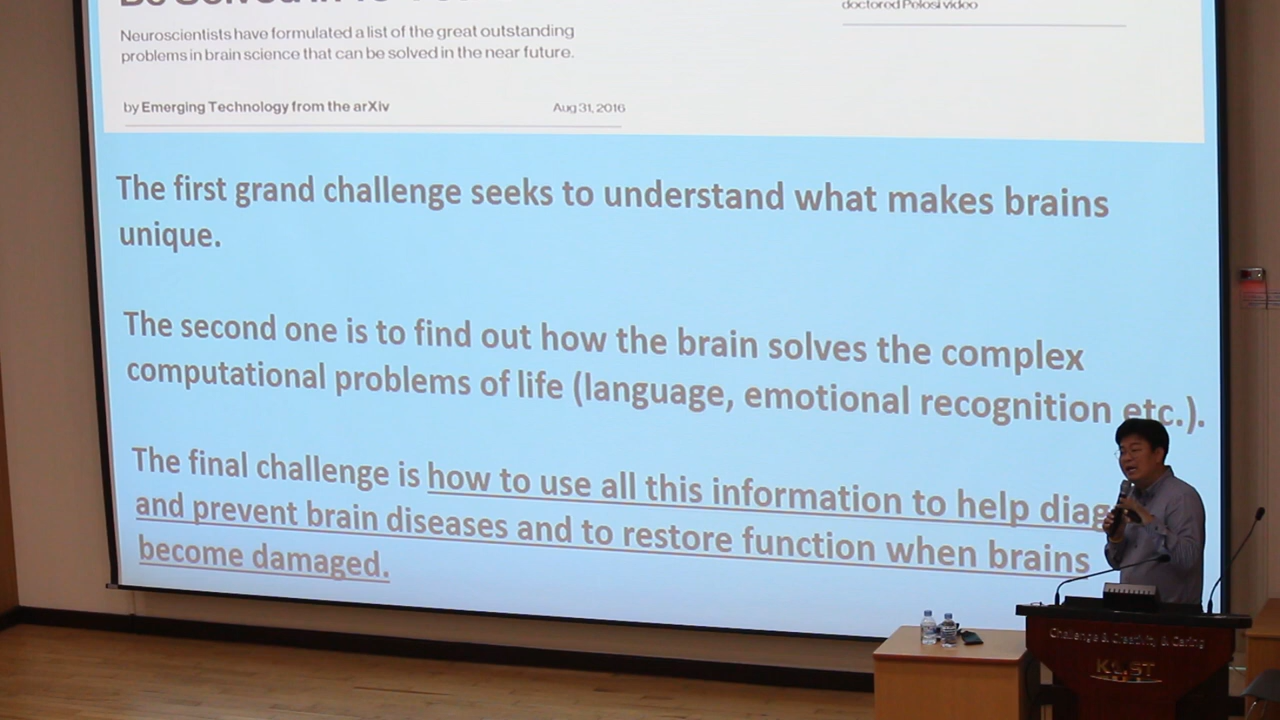 doctored Pelosi video
Neuroscientists have formulated a list of the great outstanding
problems in brain science that can be solved in the near future.
by Emerging Technology from the arXiv
Aug 31, 2016
The first grand challenge seeks to understand what makes brains
unique.
The second one is to find out how the brain solves the complex
computational problems of life (language, emotional recognition etc.).
The final challenge is how to use all this information to help diag
and prevent brain diseases and to restore function when brains
become damaged.
Challenge & Creativity & Caring